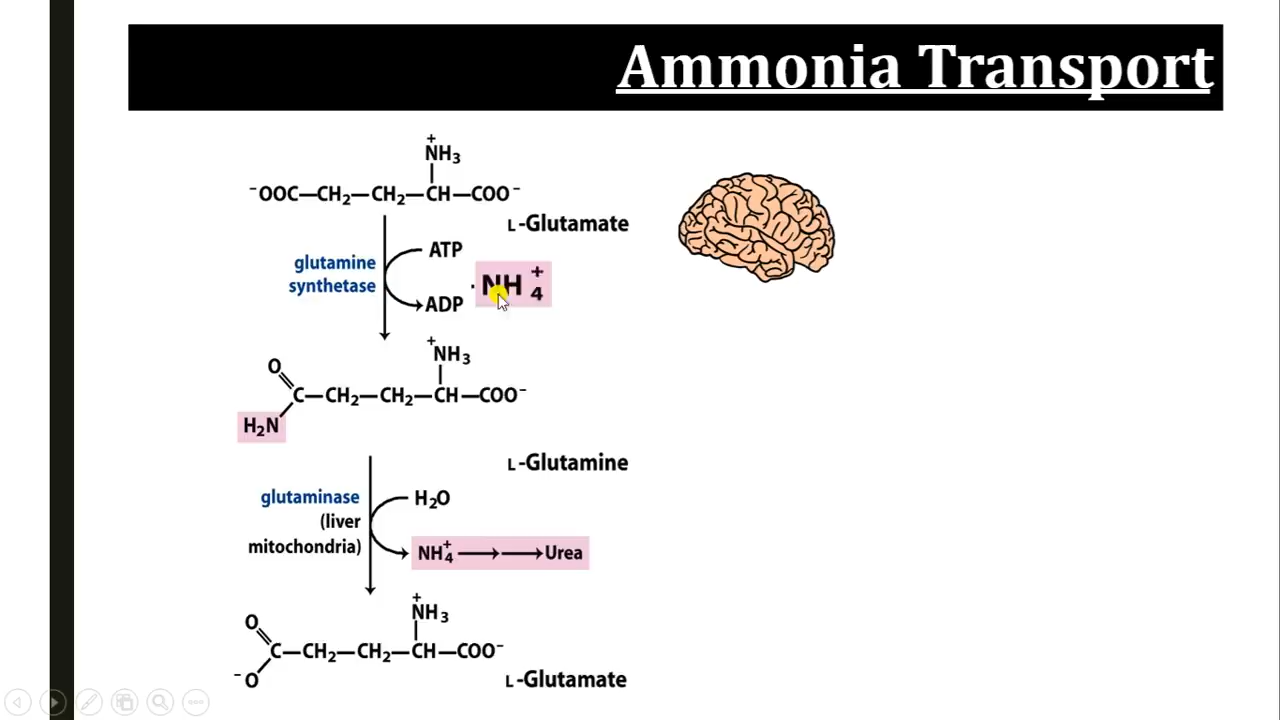 Ammonia Transport
⁺NH₃
⁻OOC—CH₂—CH₂—CH—COO⁻
L-Glutamate
glutamine
synthetase
ATP
NH₄⁺
ADP
⁺NH₃
O
C—CH₂—CH₂—CH—COO⁻
H₂N
L-Glutamine
glutaminase
(liver
mitochondria)
H₂O
NH₄⁺ → → Urea
⁺NH₃
O
C—CH₂—CH₂—CH—COO⁻
⁻O
L-Glutamate